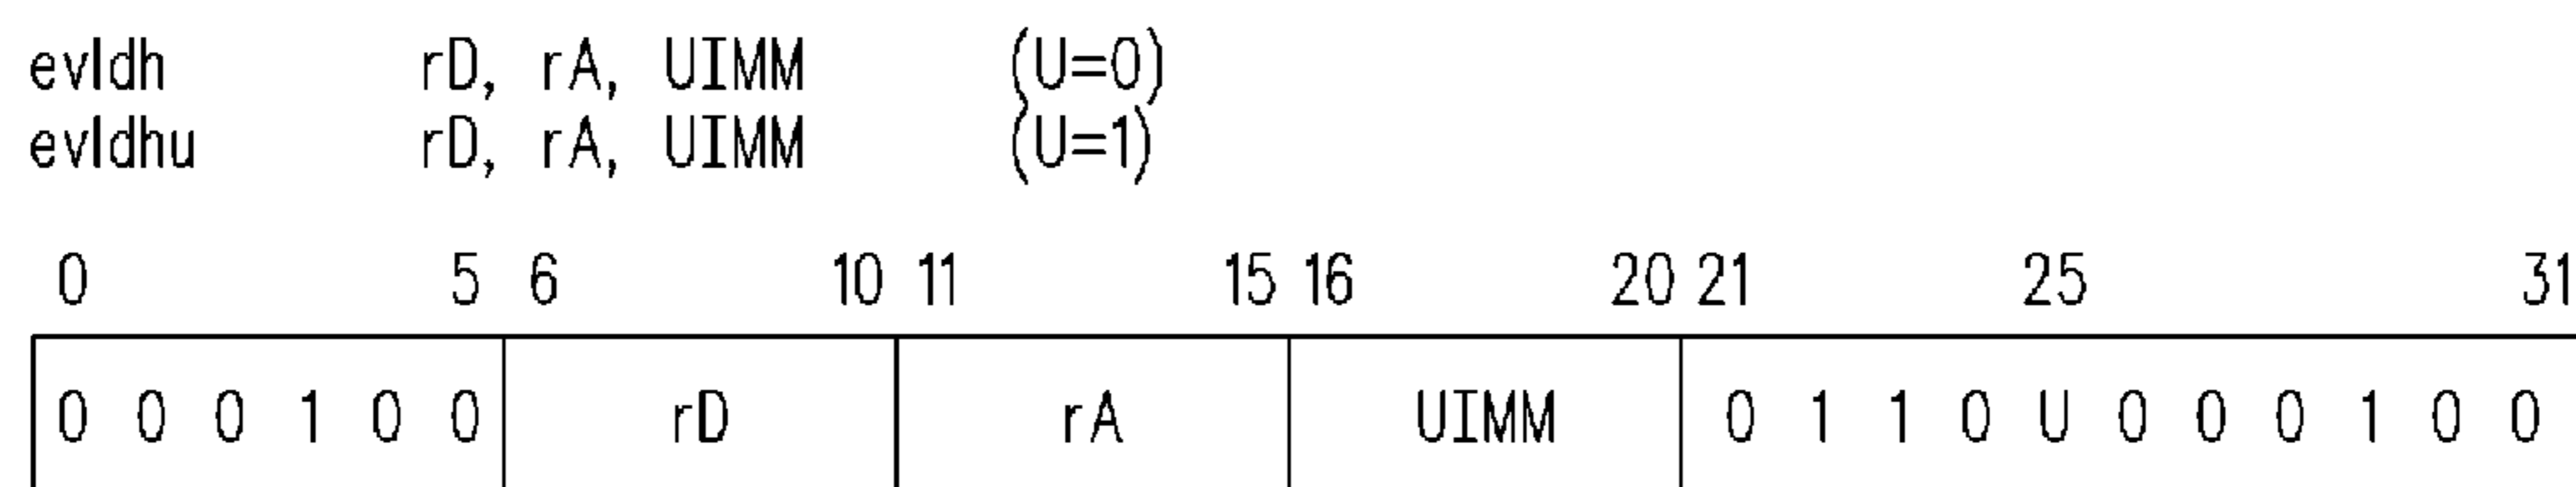 evldh rD, rA, UIMM (U=0)
evldhu rD, rA, UIMM (U=1)
0 5 6 10 11 15 16 20 21 25 31
0 0 0 1 0 0 rD rA UIMM 0 1 1 0 U 0 0 0 1 0 0